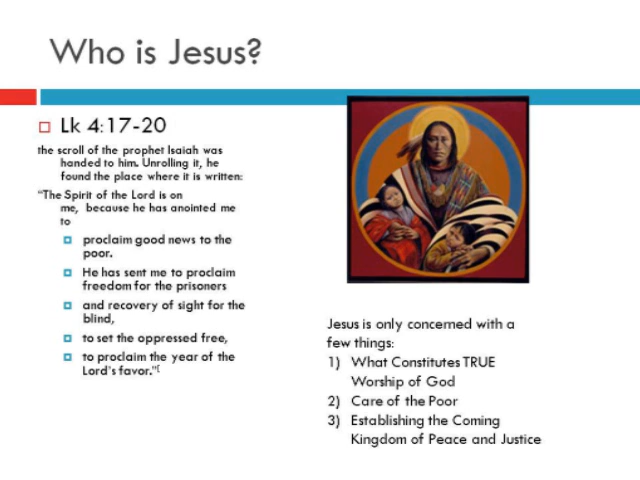 Who is Jesus?
Lk 4:17-20
the scroll of the prophet Isaiah was
handed to him. Unrolling it, he
found the place where it is written:
“The Spirit of the Lord is on
me, because he has anointed me
to
proclaim good news to the
poor.
He has sent me to proclaim
freedom for the prisoners
and recovery of sight for the
blind,
to set the oppressed free,
to proclaim the year of the
Lord’s favor.”[
Jesus is only concerned with a
few things:
1) What Constitutes TRUE
Worship of God
2) Care of the Poor
3) Establishing the Coming
Kingdom of Peace and Justice